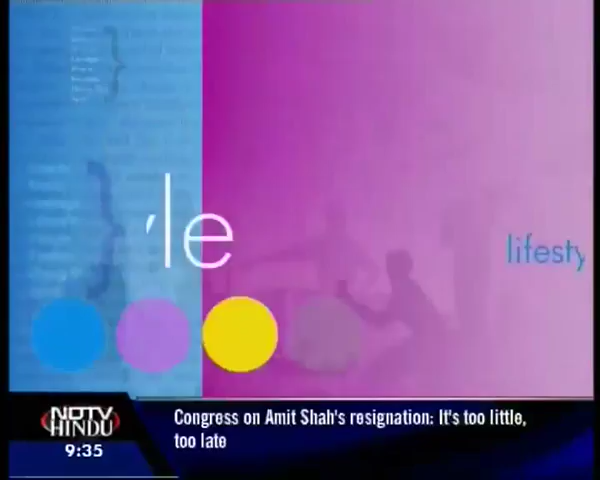 le
lifesty
NDTV
HINDU
9:35
Congress on Amit Shah's resignation: It's too little,
too late